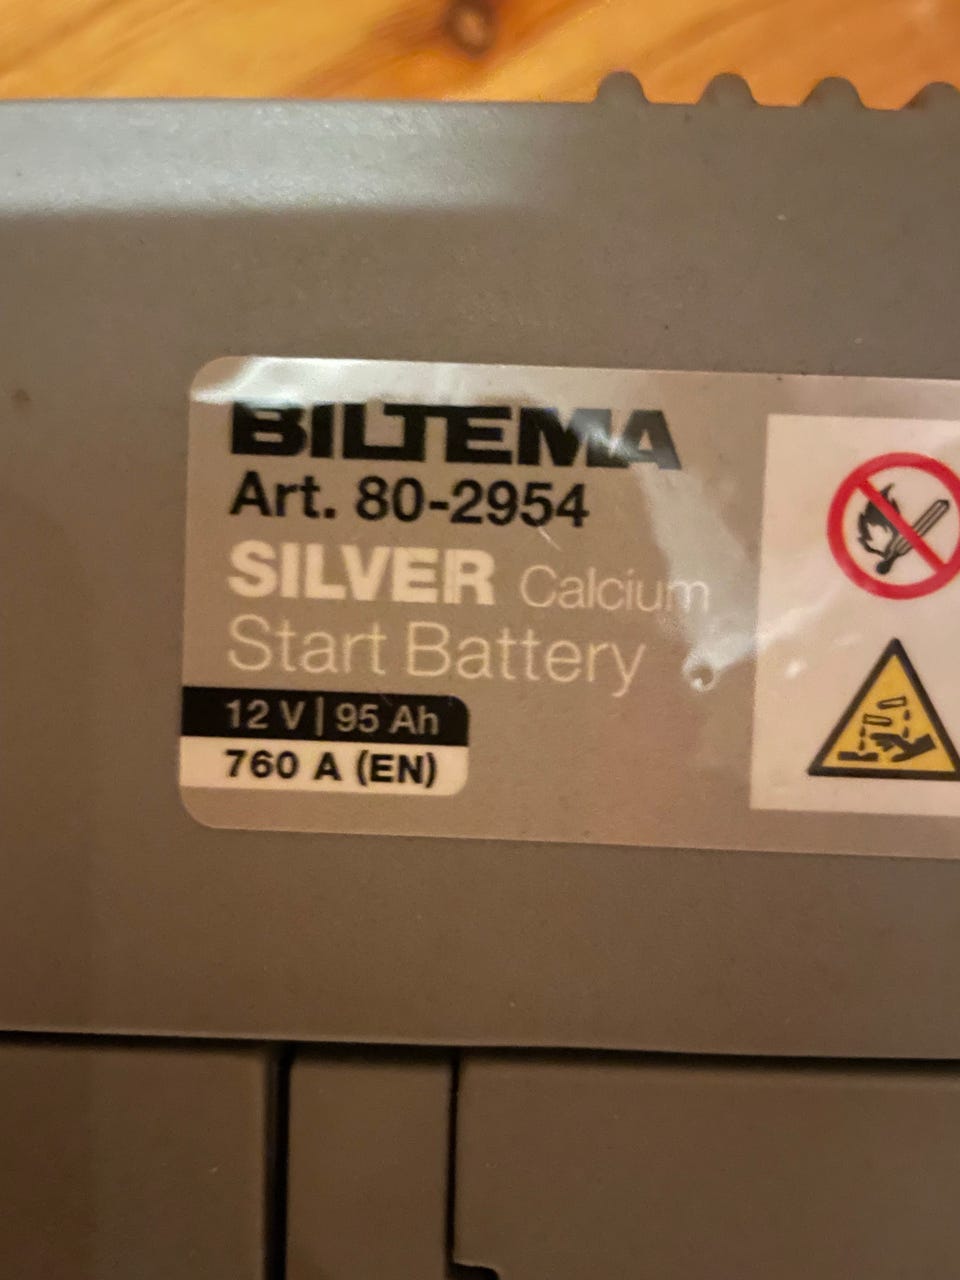 BILTEMA
Art. 80-2954
SILVER Calcium
Start Battery
12 V | 95 Ah
760 A (EN)